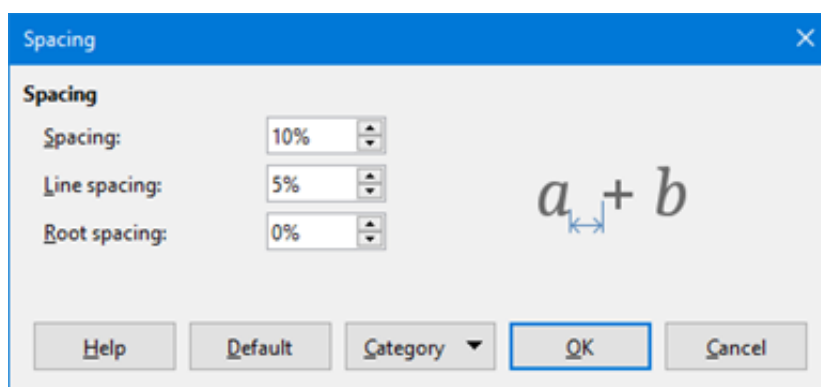 Spacing
Spacing
Spacing: 10%
Line spacing: 5%
Root spacing: 0%
a + b
Help Default Category OK Cancel